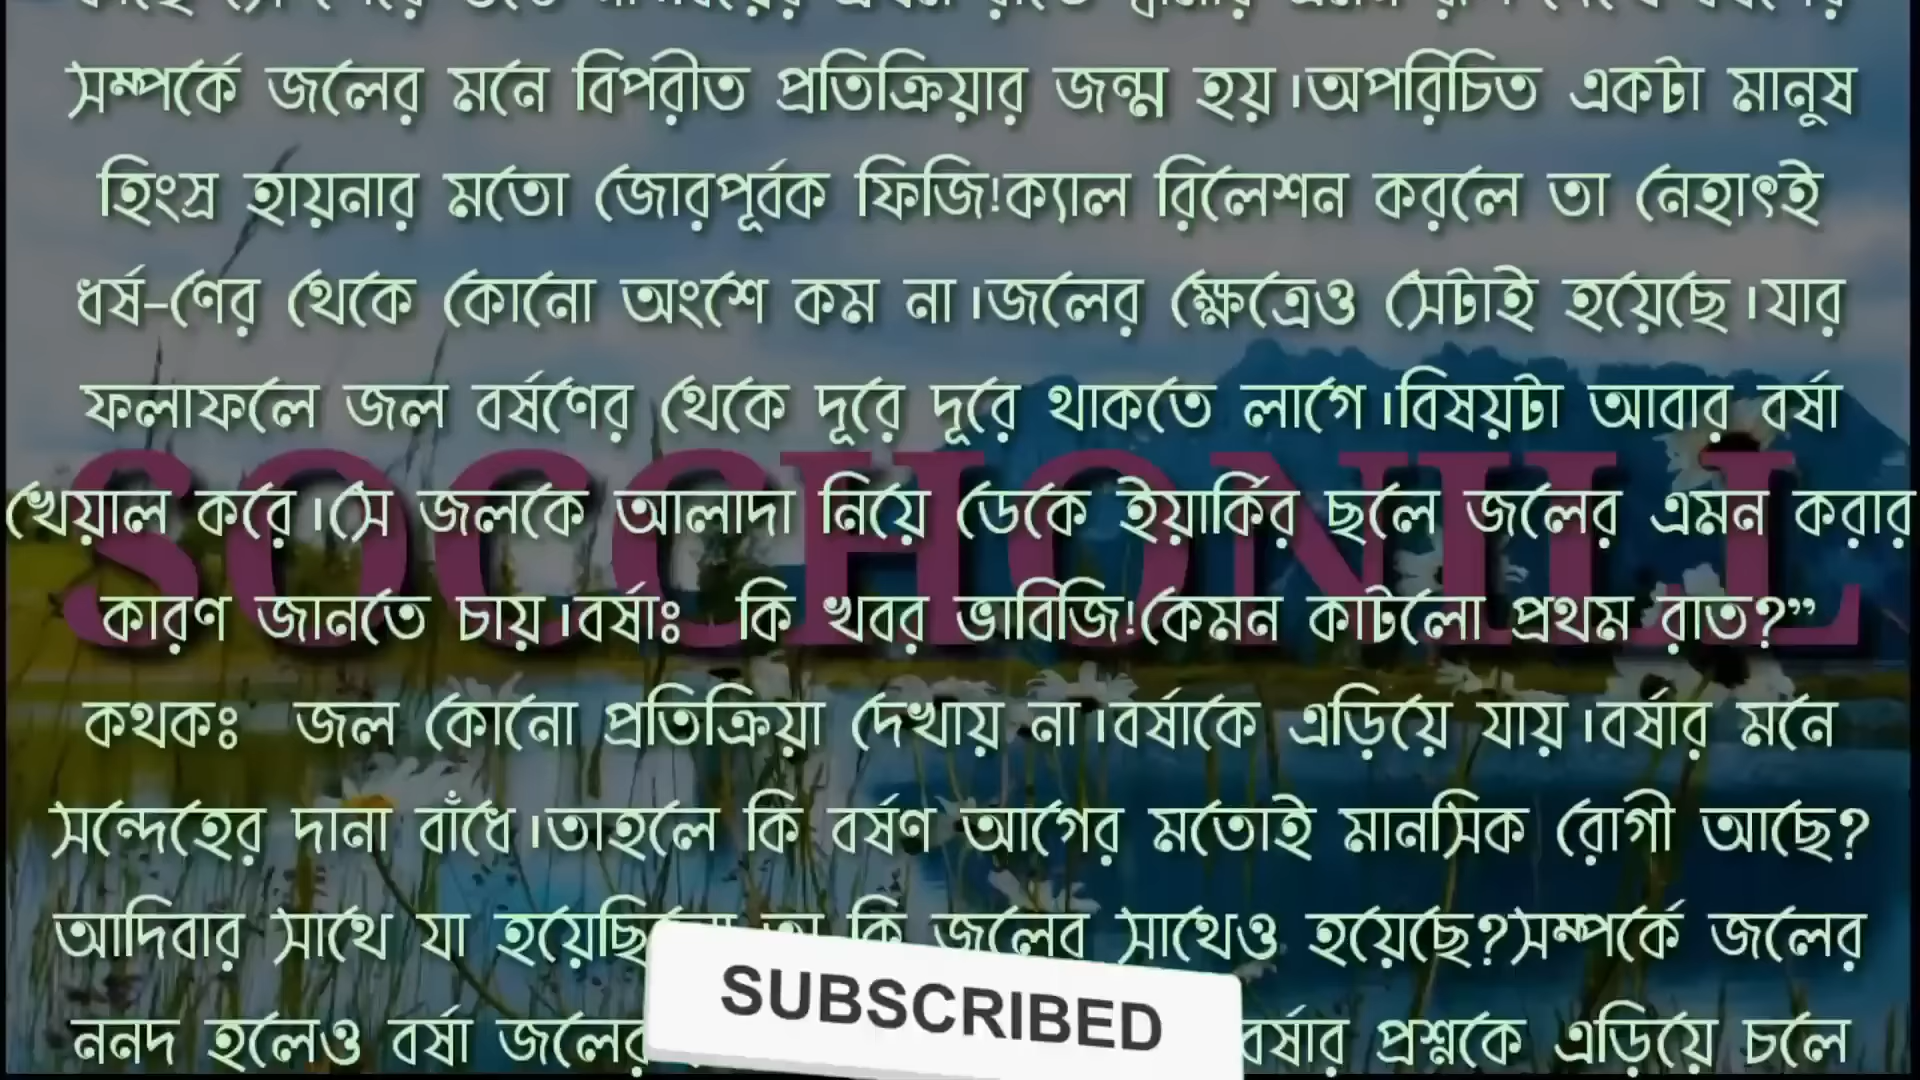 সম্পর্কে জলের মনে বিপরীত প্রতিক্রিয়ার জন্ম হয়।অপরিচিত একটা মানুষ
হিংস্র হায়নার মতো জোরপূর্বক ফিজি!ক্যাল রিলেশন করলে তা নেহাৎই
ধর্ষ-ণের থেকে কোনো অংশে কম না।জলের ক্ষেত্রেও সেটাই হয়েছে।যার
ফলাফলে জল বর্ষণের থেকে দূরে দূরে থাকতে লাগে।বিষয়টা আবার বর্ষা
খেয়াল করে।সে জলকে আলাদা নিয়ে ডেকে ইয়ার্কির ছলে জলের এমন করার
কারণ জানতে চায়।বর্ষাঃ কি খবর ভাবিজি!কেমন কাটলো প্রথম রাত?”
কথকঃ জল কোনো প্রতিক্রিয়া দেখায় না।বর্ষাকে এড়িয়ে যায়।বর্ষার মনে
সন্দেহের দানা বাঁধে।তাহলে কি বর্ষণ আগের মতোই মানসিক রোগী আছে?
আদিবার সাথে যা কি জলের সাথেও হয়েছে?সম্পর্কে জলের
ননদ হলেও বর্ষা জলের বর্ষার প্রশ্নকে এড়িয়ে চলে
SOCCHONILL
SUBSCRIBED